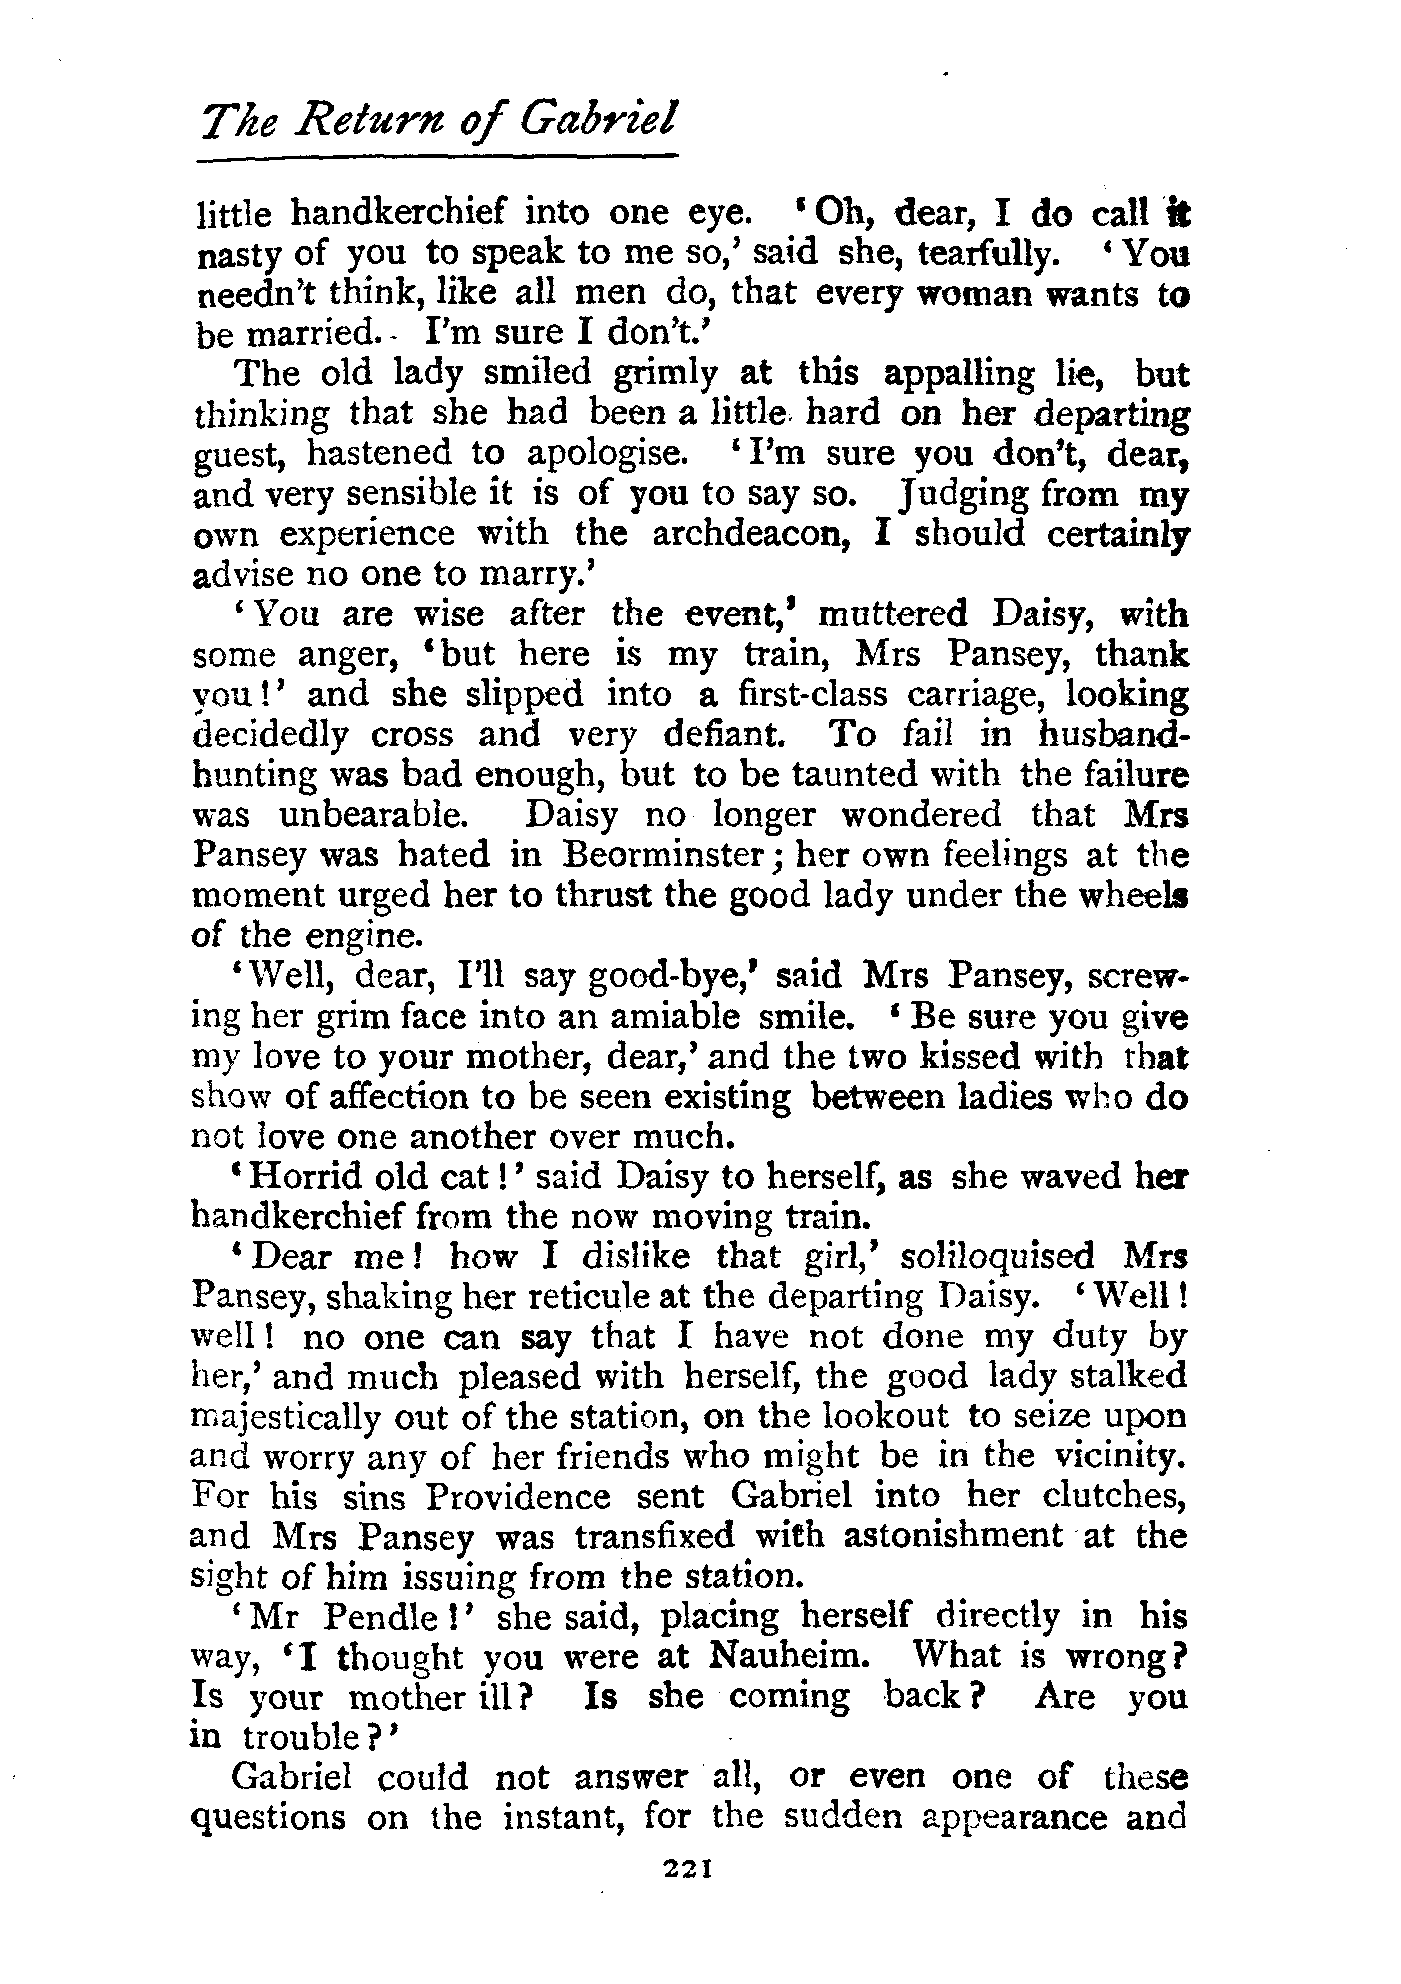 The Return of Gabriel
little handkerchief into one eye. ‘Oh, dear, I do call it
nasty of you to speak to me so,’ said she, tearfully. ‘You
needn’t think, like all men do, that every woman wants to
be married. I’m sure I don’t.’
The old lady smiled grimly at this appalling lie, but
thinking that she had been a little hard on her departing
guest, hastened to apologise. ‘I’m sure you don’t, dear,
and very sensible it is of you to say so. Judging from my
own experience with the archdeacon, I should certainly
advise no one to marry.’
‘You are wise after the event,’ muttered Daisy, with
some anger, ‘but here is my train, Mrs Pansey, thank
you!’ and she slipped into a first-class carriage, looking
decidedly cross and very defiant. To fail in husband-
hunting was bad enough, but to be taunted with the failure
was unbearable. Daisy no longer wondered that Mrs
Pansey was hated in Beorminster; her own feelings at the
moment urged her to thrust the good lady under the wheels
of the engine.
‘Well, dear, I’ll say good-bye,’ said Mrs Pansey, screw-
ing her grim face into an amiable smile. ‘Be sure you give
my love to your mother, dear,’ and the two kissed with that
show of affection to be seen existing between ladies who do
not love one another over much.
‘Horrid old cat!’ said Daisy to herself, as she waved her
handkerchief from the now moving train.
‘Dear me! how I dislike that girl,’ soliloquised Mrs
Pansey, shaking her reticule at the departing Daisy. ‘Well!
well! no one can say that I have not done my duty by
her,’ and much pleased with herself, the good lady stalked
majestically out of the station, on the lookout to seize upon
and worry any of her friends who might be in the vicinity.
For his sins Providence sent Gabriel into her clutches,
and Mrs Pansey was transfixed with astonishment at the
sight of him issuing from the station.
‘Mr Pendle!’ she said, placing herself directly in his
way, ‘I thought you were at Nauheim. What is wrong?
Is your mother ill? Is she coming back? Are you
in trouble?’
Gabriel could not answer all, or even one of these
questions on the instant, for the sudden appearance and
221